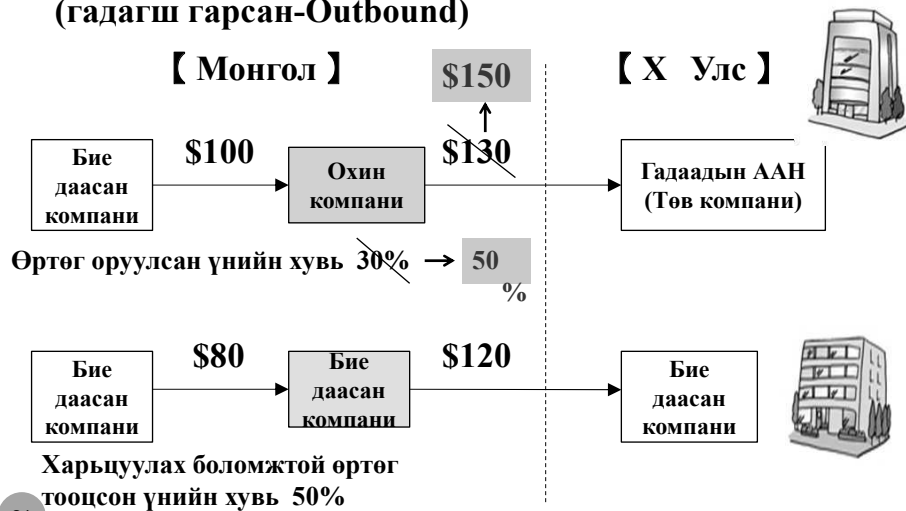 (гадагш гарсан-Outbound)
【 Монгол 】
$150
【 X Улс 】
Бие
даасан
компани
$100
Охин
компани
$130
Гадаадын ААН
(Төв компани)
Өртөг оруулсан үнийн хувь 30% → 50
%
Бие
даасан
компани
$80
Бие
даасан
компани
$120
Бие
даасан
компани
Харьцуулах боломжтой өртөг
тооцсон үнийн хувь 50%